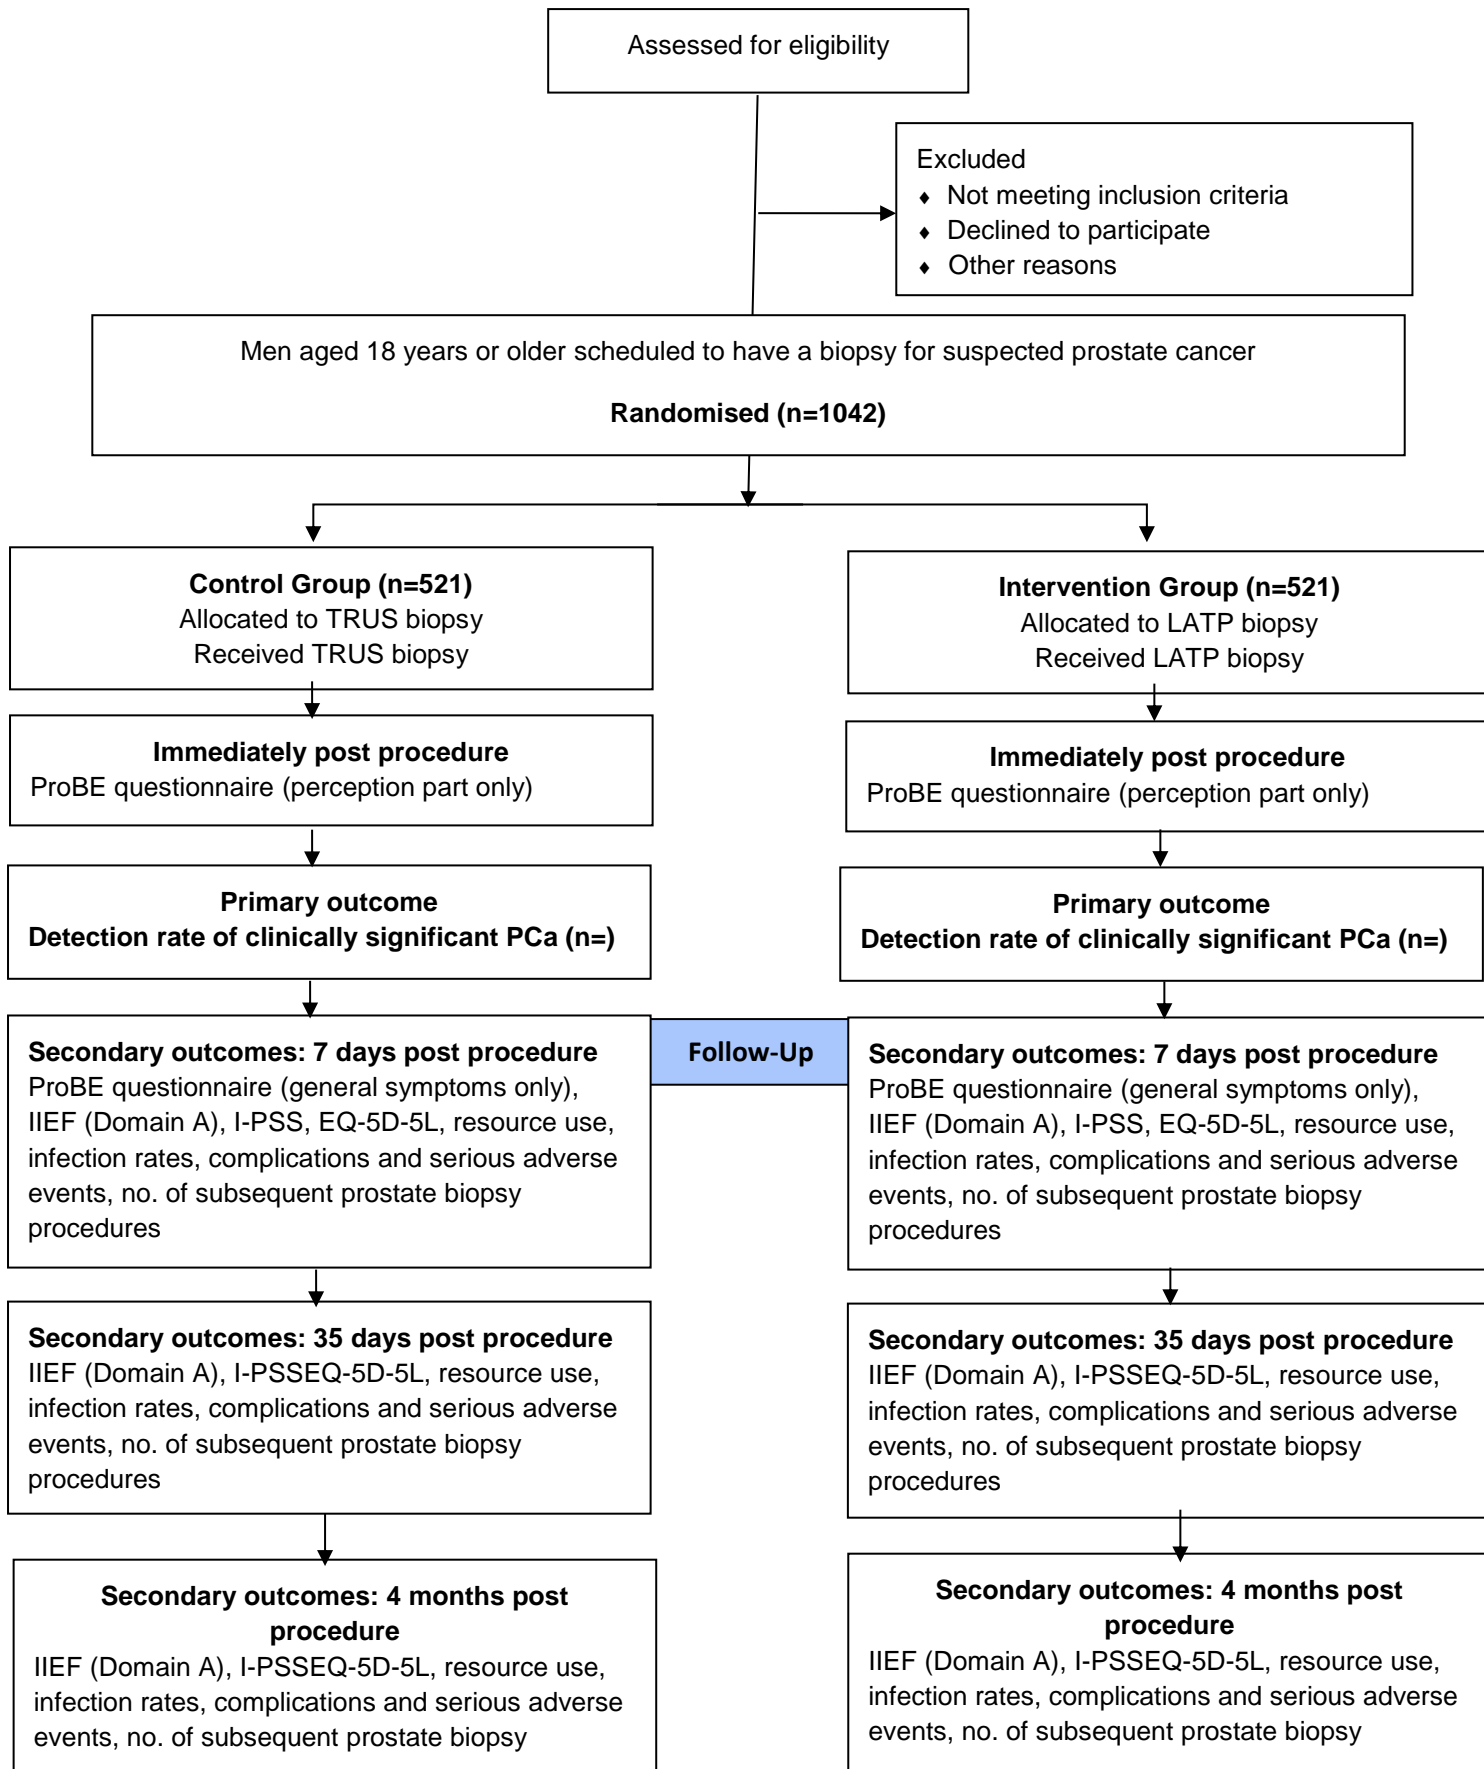 Assessed for eligibility
Excluded
♦ Not meeting inclusion criteria
♦ Declined to participate
♦ Other reasons
Men aged 18 years or older scheduled to have a biopsy for suspected prostate cancer
Randomised (n=1042)
Control Group (n=521)
Allocated to TRUS biopsy
Received TRUS biopsy
Intervention Group (n=521)
Allocated to LATP biopsy
Received LATP biopsy
Immediately post procedure
ProBE questionnaire (perception part only)
Immediately post procedure
ProBE questionnaire (perception part only)
Primary outcome
Detection rate of clinically significant PCa (n=)
Primary outcome
Detection rate of clinically significant PCa (n=)
Secondary outcomes: 7 days post procedure
ProBE questionnaire (general symptoms only),
IIEF (Domain A), I-PSS, EQ-5D-5L, resource use,
infection rates, complications and serious adverse
events, no. of subsequent prostate biopsy
procedures
Follow-Up
Secondary outcomes: 7 days post procedure
ProBE questionnaire (general symptoms only),
IIEF (Domain A), I-PSS, EQ-5D-5L, resource use,
infection rates, complications and serious adverse
events, no. of subsequent prostate biopsy
procedures
Secondary outcomes: 35 days post procedure
IIEF (Domain A), I-PSSEQ-5D-5L, resource use,
infection rates, complications and serious adverse
events, no. of subsequent prostate biopsy
procedures
Secondary outcomes: 35 days post procedure
IIEF (Domain A), I-PSSEQ-5D-5L, resource use,
infection rates, complications and serious adverse
events, no. of subsequent prostate biopsy
procedures
Secondary outcomes: 4 months post
procedure
IIEF (Domain A), I-PSSEQ-5D-5L, resource use,
infection rates, complications and serious adverse
events, no. of subsequent prostate biopsy
Secondary outcomes: 4 months post
procedure
IIEF (Domain A), I-PSSEQ-5D-5L, resource use,
infection rates, complications and serious adverse
events, no. of subsequent prostate biopsy